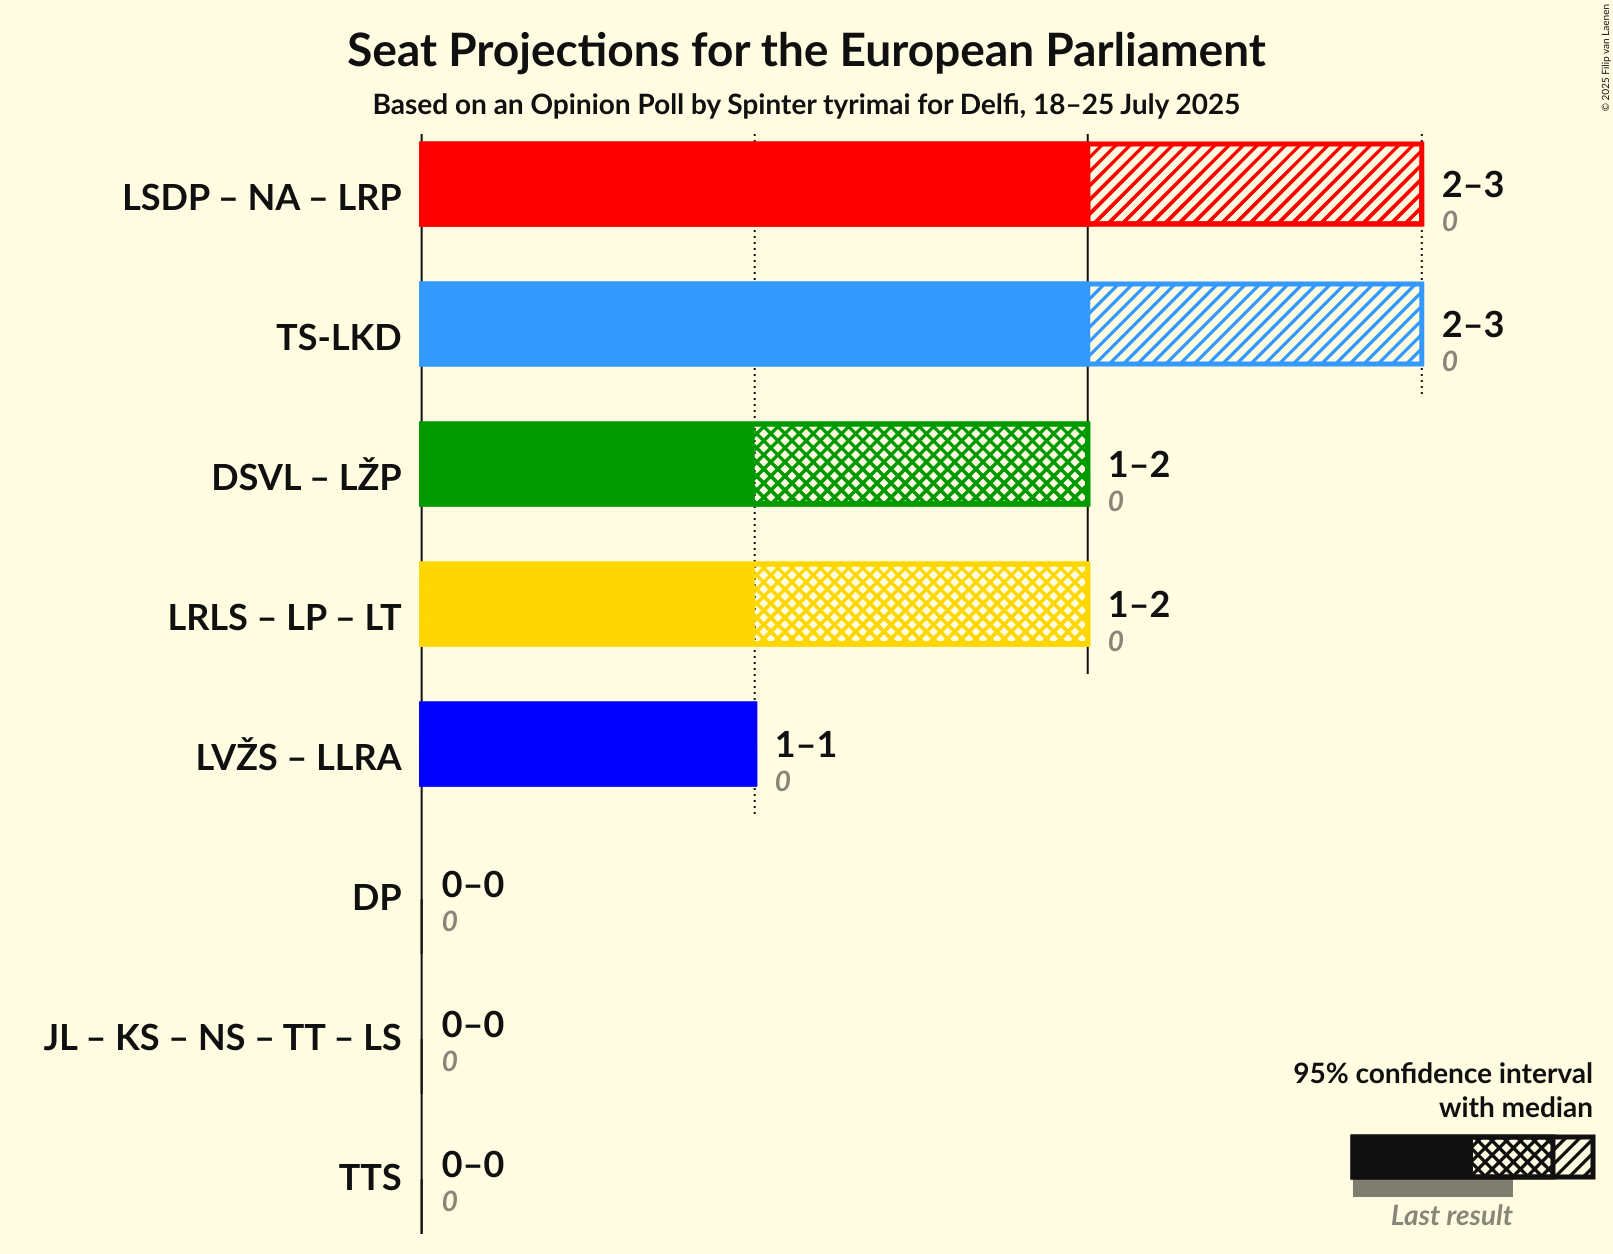 Seat Projections for the European Parliament
Based on an Opinion Poll by Spinter tyrimai for Delfi, 18–25 July 2025
© 2025 Filip van Laenen
LSDP – NA – LRP
2–3
0
TS-LKD
2–3
0
DSVL – LŽP
1–2
0
LRLS – LP – LT
1–2
0
LVŽS – LLRA
1–1
0
DP
0–0
0
JL – KS – NS – TT – LS
0–0
0
TTS
0–0
0
95% confidence interval
with median
Last result